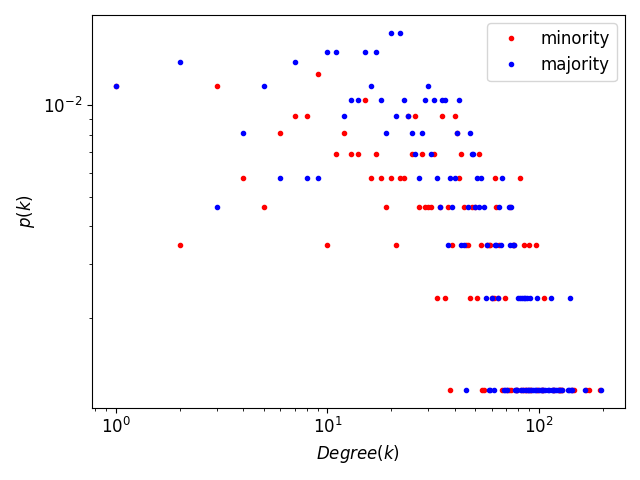 minority
majority
10⁻²
p(k)
10⁰ 10¹ 10²
Degree(k)